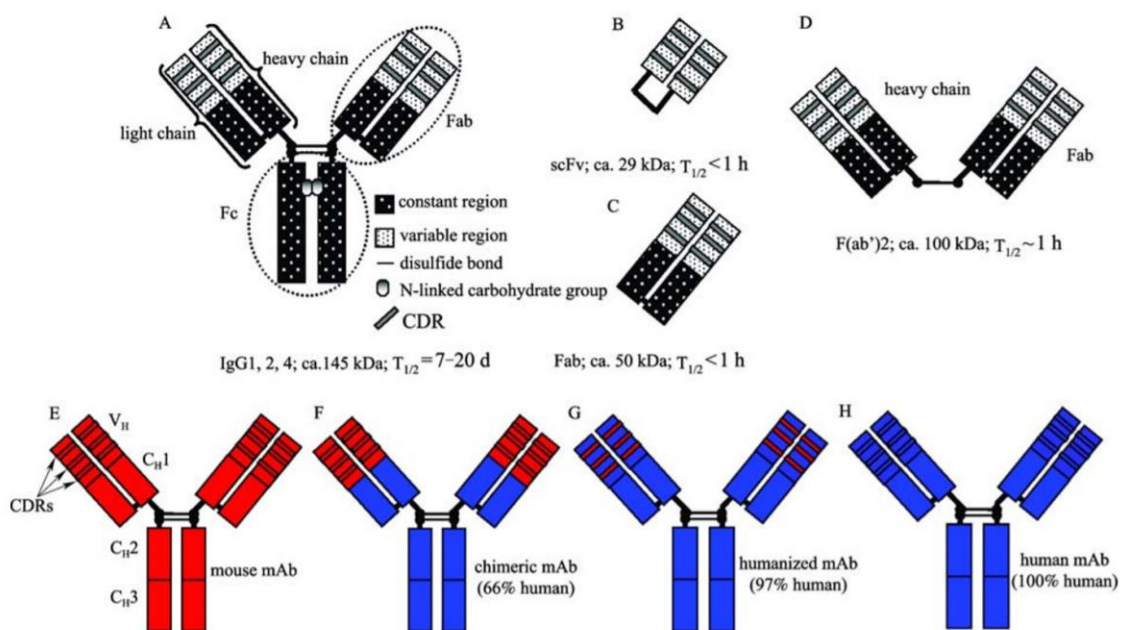 A
heavy chain
light chain
Fab
Fc
constant region
variable region
disulfide bond
N-linked carbohydrate group
CDR
IgG1, 2, 4; ca.145 kDa; T1/2=7–20 d
B
scFv; ca. 29 kDa; T1/2<1 h
C
Fab; ca. 50 kDa; T1/2<1 h
D
heavy chain
Fab
F(ab’)2; ca. 100 kDa; T1/2~1 h
E
VH
CH1
CDRs
CH2
CH3
mouse mAb
F
chimeric mAb
(66% human)
G
humanized mAb
(97% human)
H
human mAb
(100% human)